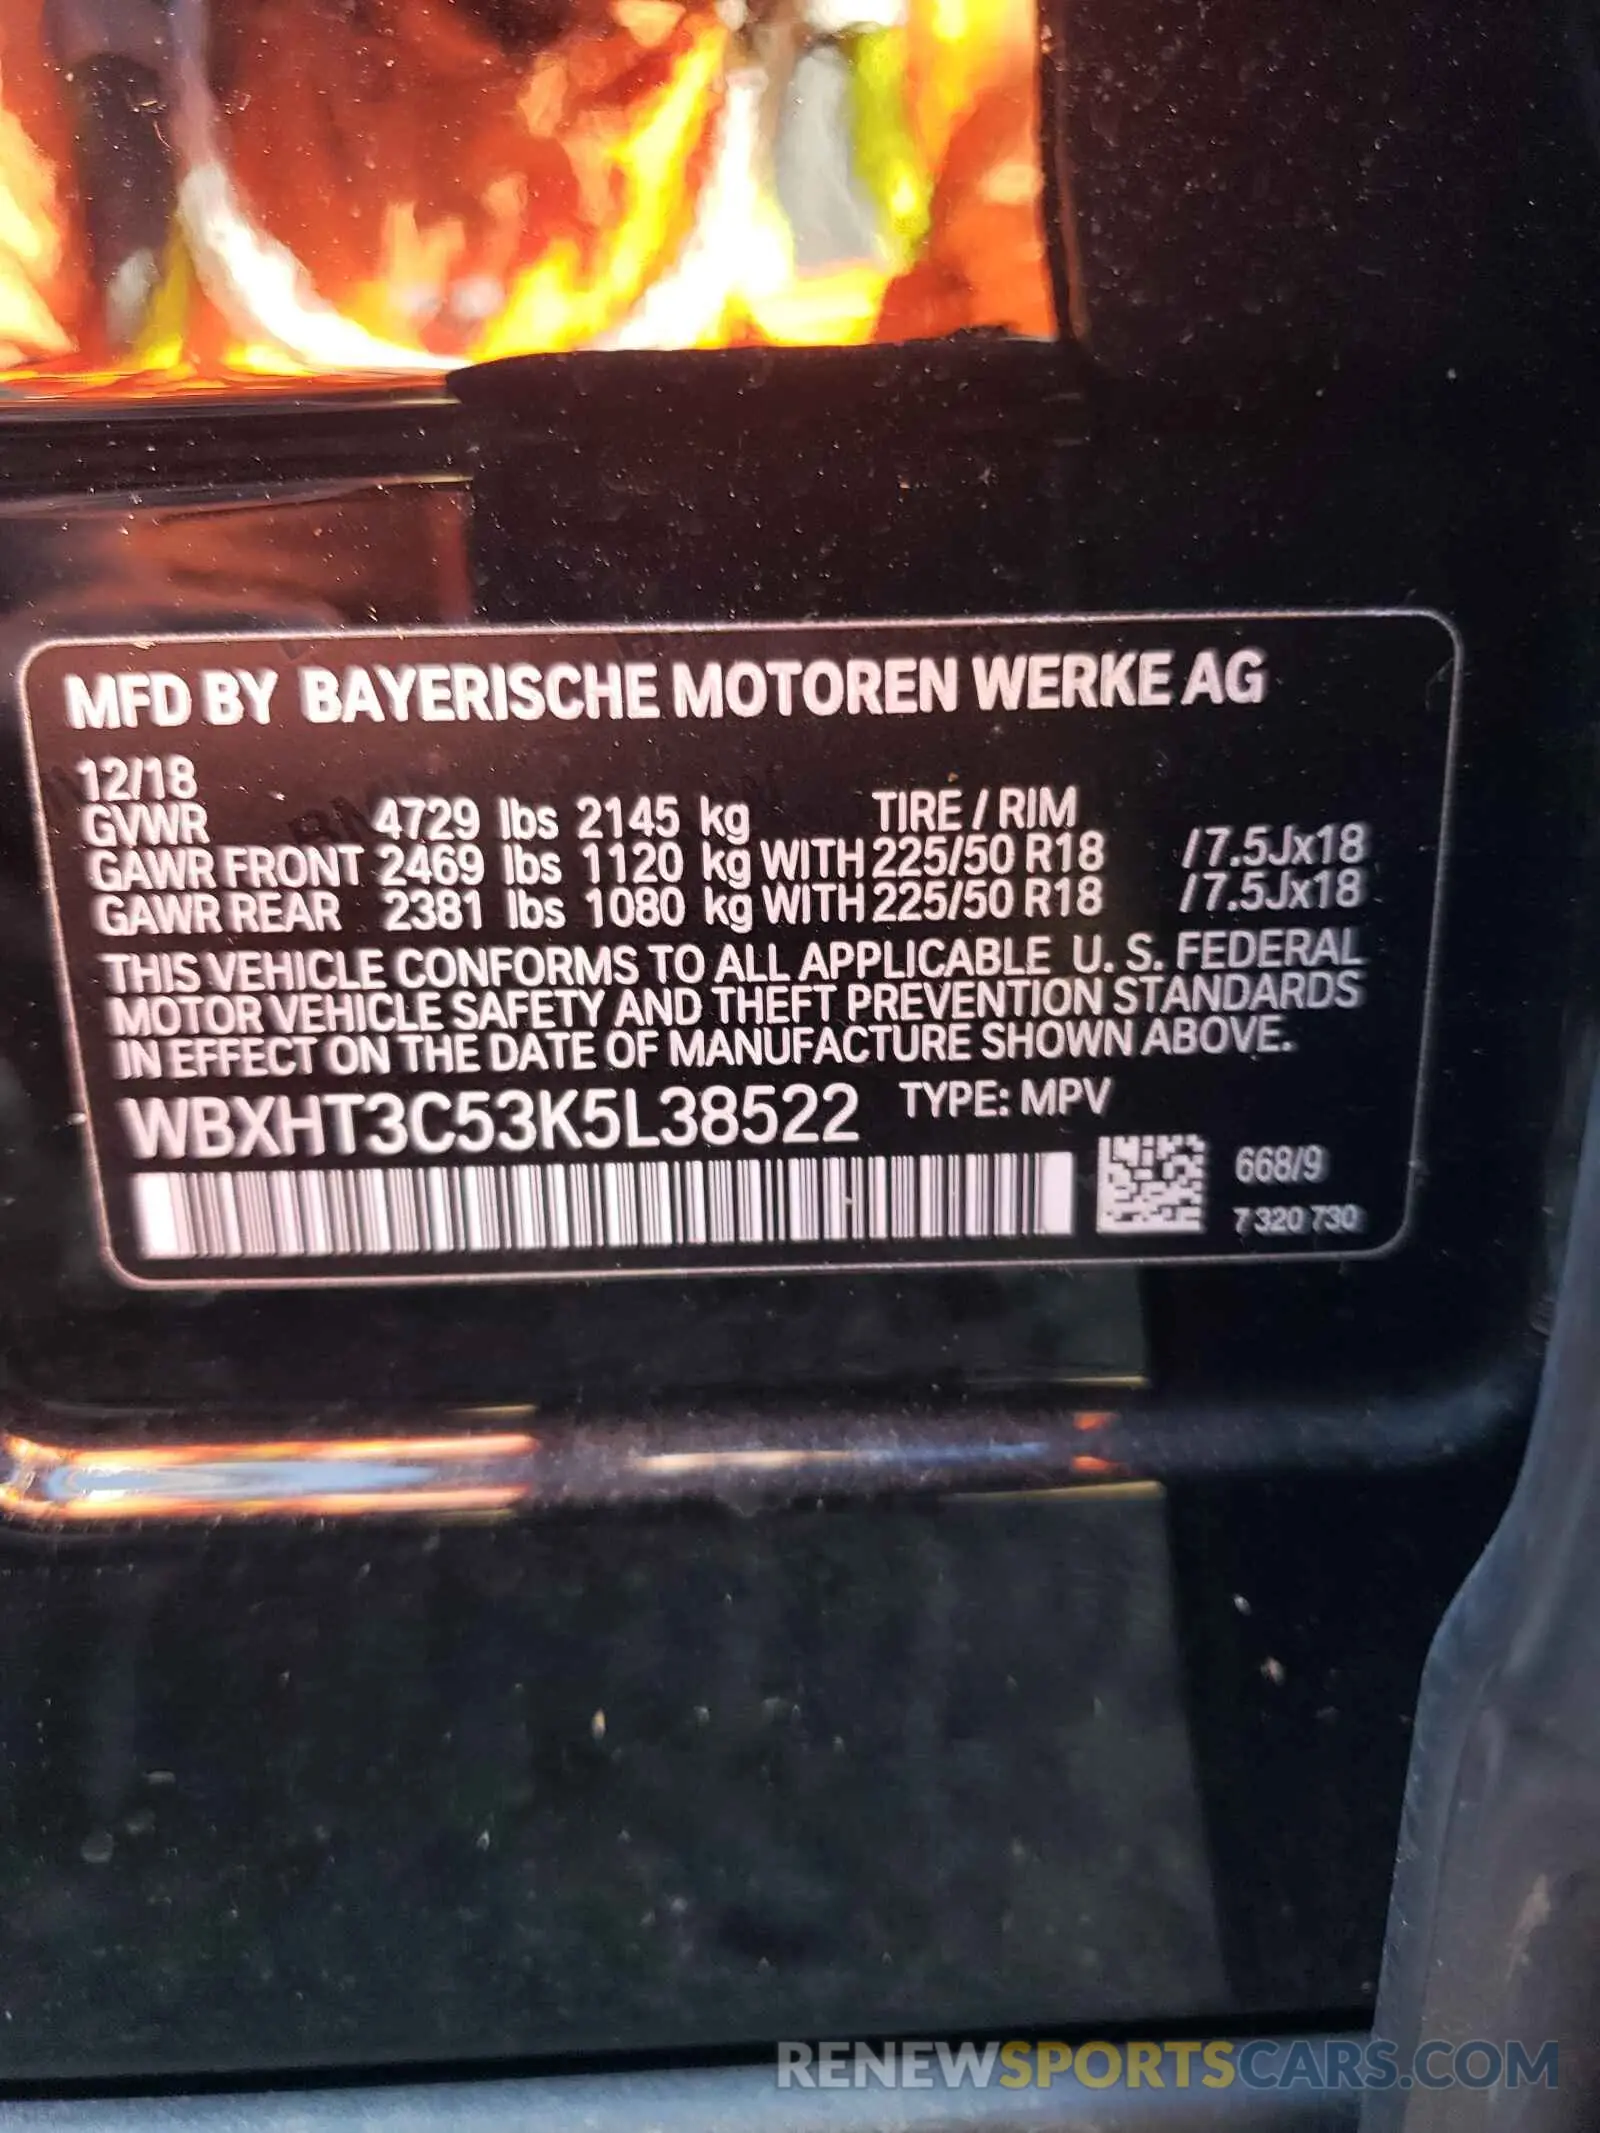 MFD BY BAYERISCHE MOTOREN WERKE AG
12/18
GVWR 4729 lbs 2145 kg TIRE / RIM
GAWR FRONT 2469 lbs 1120 kg WITH 225/50 R18 /7.5Jx18
GAWR REAR 2381 lbs 1080 kg WITH 225/50 R18 /7.5Jx18
THIS VEHICLE CONFORMS TO ALL APPLICABLE U. S. FEDERAL
MOTOR VEHICLE SAFETY AND THEFT PREVENTION STANDARDS
IN EFFECT ON THE DATE OF MANUFACTURE SHOWN ABOVE.
WBXHT3C53K5L38522 TYPE: MPV
668/9
7 320 730
RENEWSPORTSCARS.COM